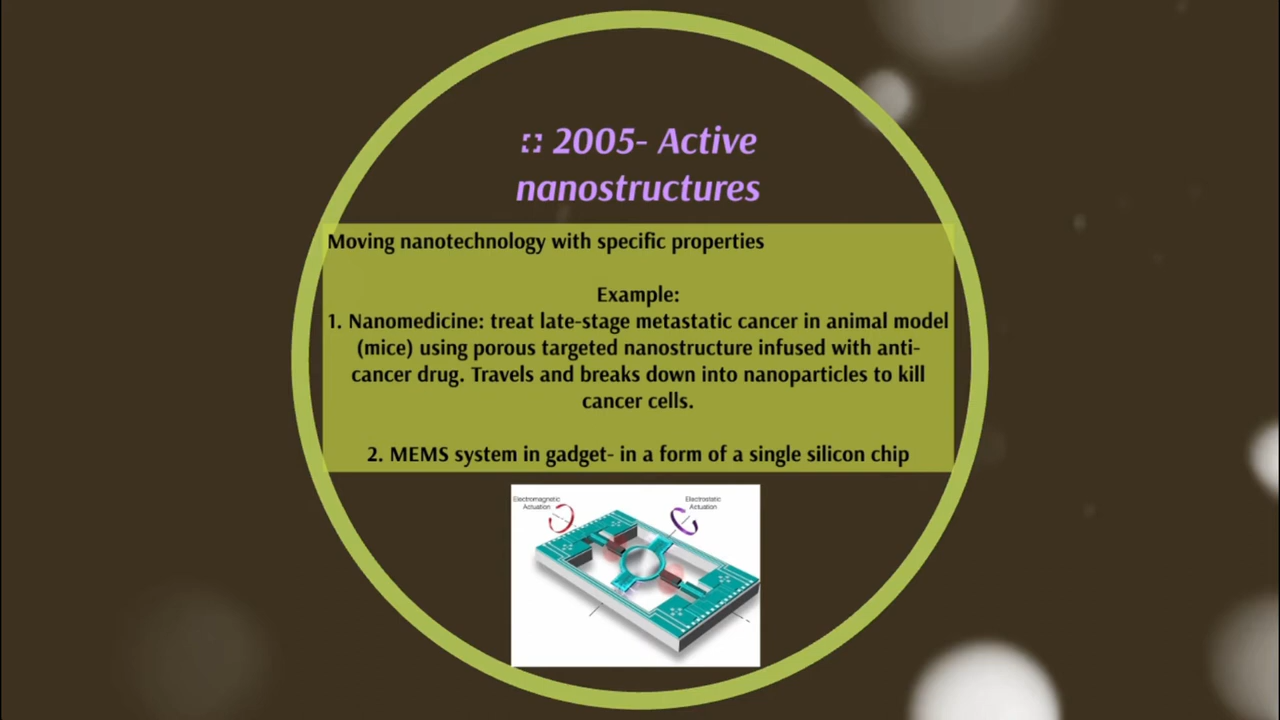 :: 2005- Active
nanostructures
Moving nanotechnology with specific properties
Example:
1. Nanomedicine: treat late-stage metastatic cancer in animal model
(mice) using porous targeted nanostructure infused with anti-
cancer drug. Travels and breaks down into nanoparticles to kill
cancer cells.
2. MEMS system in gadget- in a form of a single silicon chip
Electromagnetic
Actuation
Electrostatic
Actuation